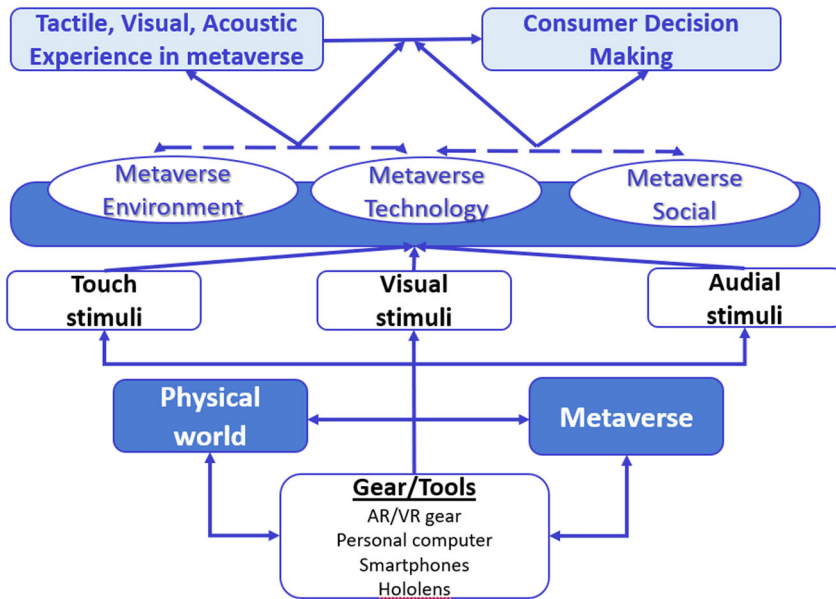 Tactile, Visual, Acoustic
Experience in metaverse
Consumer Decision
Making
Metaverse
Environment
Metaverse
Technology
Metaverse
Social
Touch
stimuli
Visual
stimuli
Audial
stimuli
Physical
world
Metaverse
Gear/Tools
AR/VR gear
Personal computer
Smartphones
Hololens